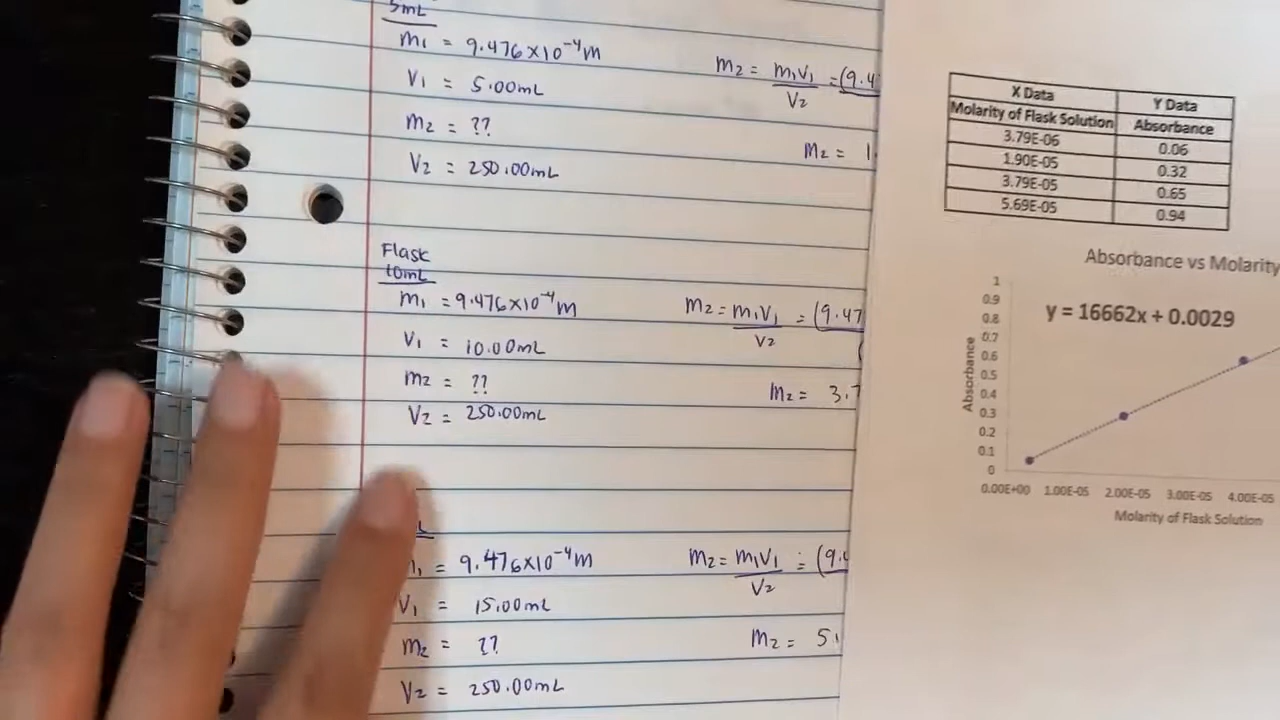 5mL
M1 = 9.476x10⁻⁴M
V1 = 5.00mL
M2 = ??
V2 = 250.00mL
M2 = M1V1 = (9.4
V2
M2 = 1.
Flask
10mL
M1 = 9.476x10⁻⁴M
V1 = 10.00mL
M2 = ??
V2 = 250.00mL
M2 = M1V1 = (9.47
V2
M2 = 3.7
= 9.476x10⁻⁴M
V1 = 15.00mL
M2 = ??
V2 = 250.00mL
M2 = M1V1 = (9.4
V2
M2 = 5.
X Data Y Data
Molarity of Flask Solution Absorbance
3.79E-06 0.06
1.90E-05 0.32
3.79E-05 0.65
5.69E-05 0.94
Absorbance vs Molarity
y = 16662x + 0.0029
Absorbance
1
0.9
0.8
0.7
0.6
0.5
0.4
0.3
0.2
0.1
0
0.00E+00 1.00E-05 2.00E-05 3.00E-05 4.00E-05
Molarity of Flask Solution